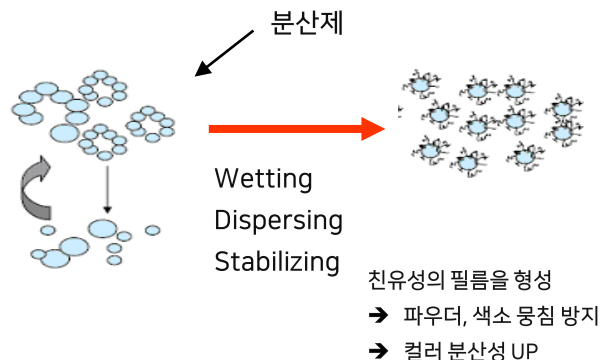 분산제
Wetting
Dispersing
Stabilizing
친유성의 필름을 형성
➔ 파우더, 색소 뭉침 방지
➔ 컬러 분산성 UP